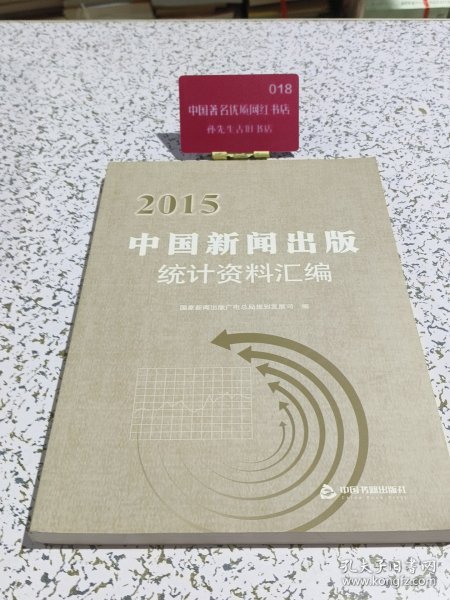 018
中国著名优质网红书店
孙先生古旧书店
2015
中国新闻出版
统计资料汇编
国家新闻出版广电总局规划发展司 编
中国书籍出版社
China Book Press
孔夫子旧书网
www.kongfz.com